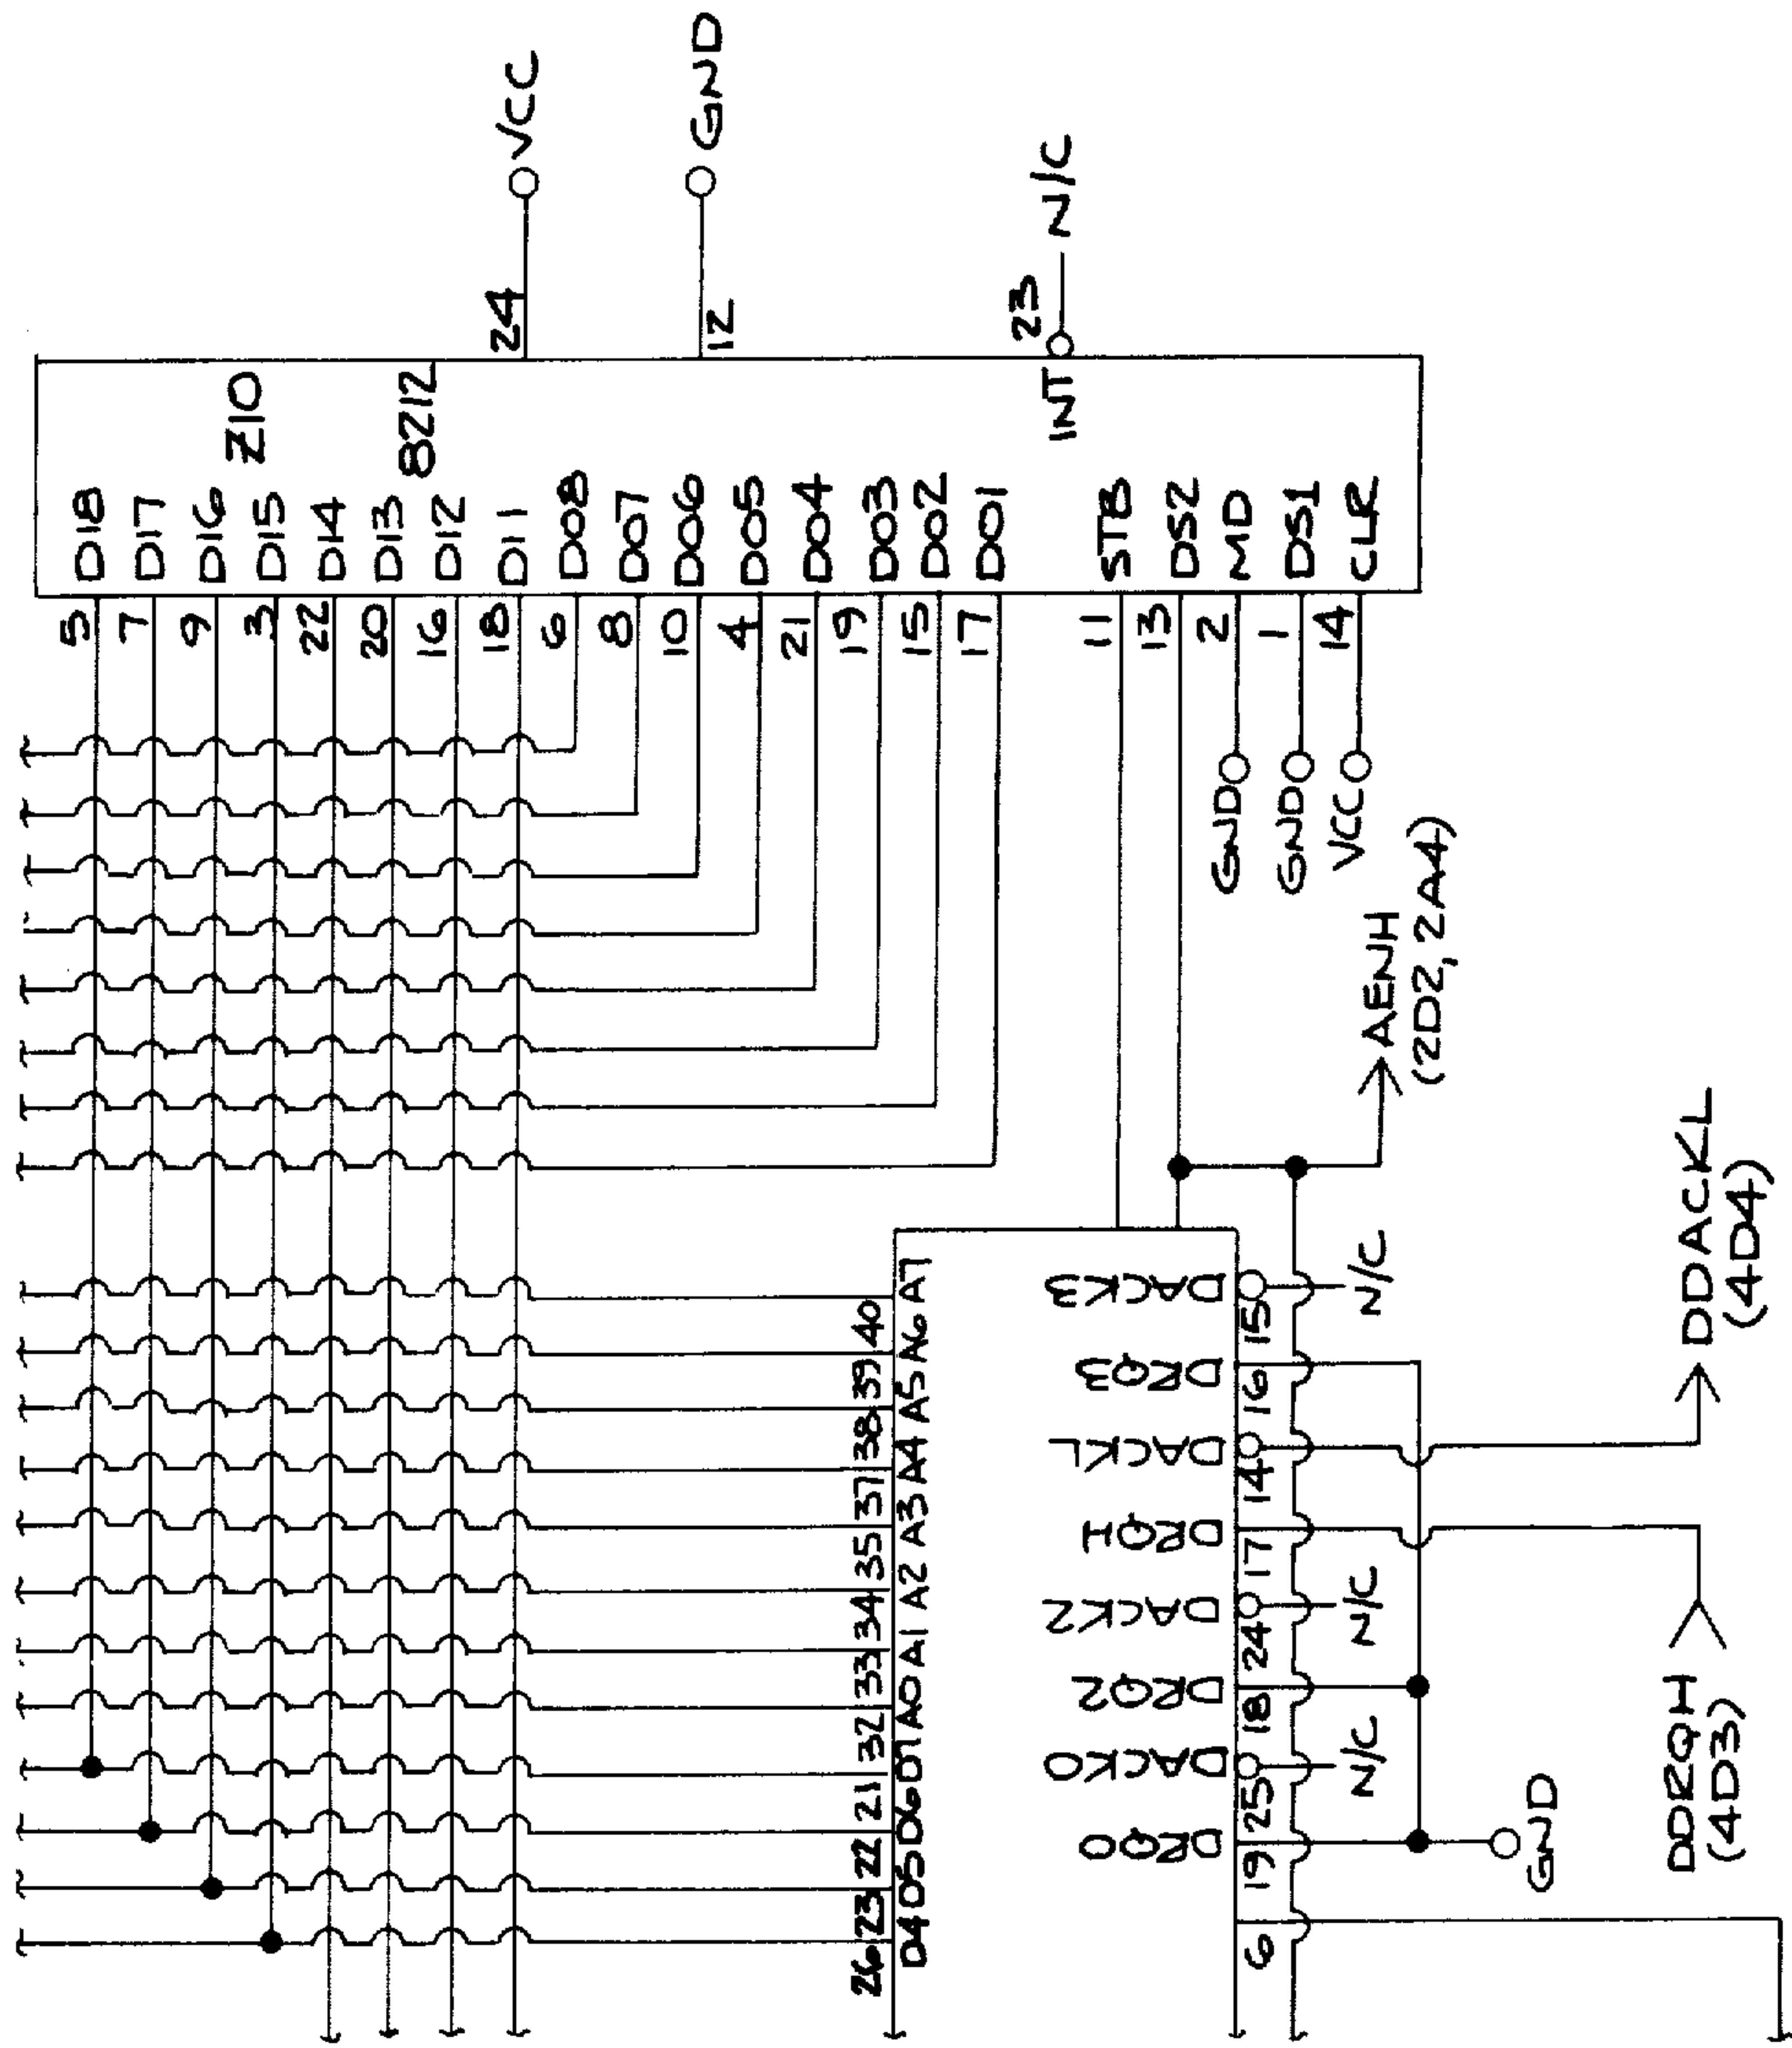 VCC
GND
24
12
23
N/C
Z10
8212
INT
DI8
DI7
DI6
DI5
DI4
DI3
DI2
DI1
DO8
DO7
DO6
DO5
DO4
DO3
DO2
DO1
STB
DS2
MD
DS1
CLR
5
7
9
3
22
20
16
18
6
8
10
4
21
19
15
17
11
13
2
1
14
GND
GND
VCC
AENH
(2D2, 2A4)
DDACKL
(4D4)
40
39
38
37
35
34
33
32
21
22
23
26
A7
A6
A5
A4
A3
A2
A1
A0
D7
D6
D5
D4
DACK3
DRQ3
DACKL
DRQH
DACK2
DRQ2
DACK0
DRQ0
15
16
14
17
24
18
25
19
6
N/C
N/C
N/C
GND
DDRQH
(4D3)